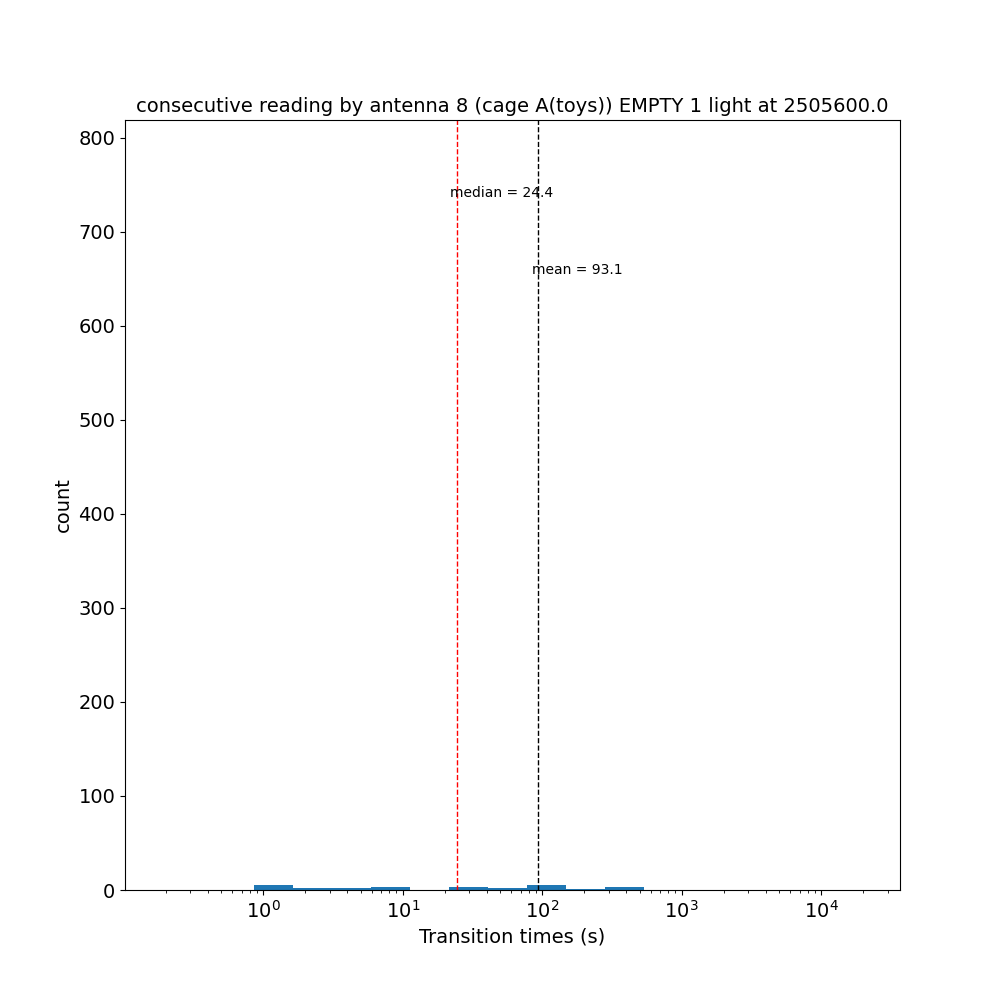 consecutive reading by antenna 8 (cage A(toys)) EMPTY 1 light at 2505600.0
800
median = 24.4
700
mean = 93.1
600
500
count
400
300
200
100
0
10⁰ 10¹ 10² 10³ 10⁴
Transition times (s)